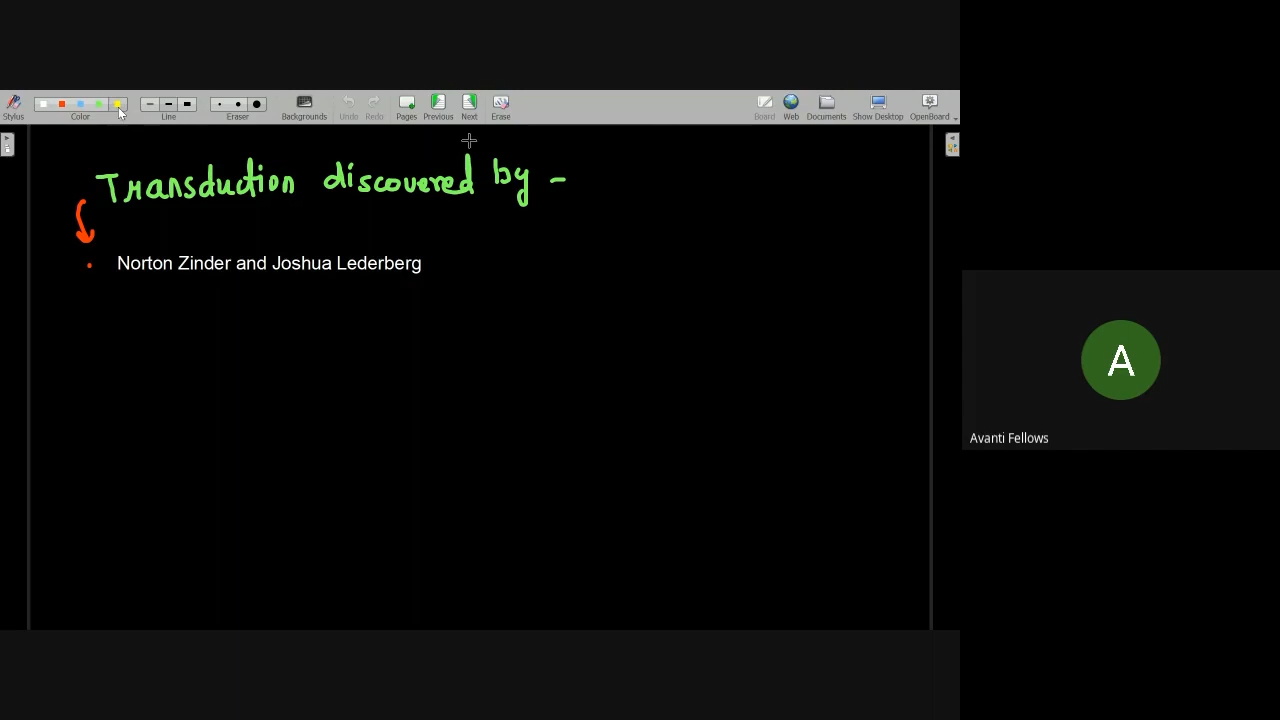 Stylus Color Line Eraser Backgrounds Undo Redo Pages Previous Next Erase Board Web Documents Show Desktop OpenBoard
Transduction discovered by -
• Norton Zinder and Joshua Lederberg
A
Avanti Fellows